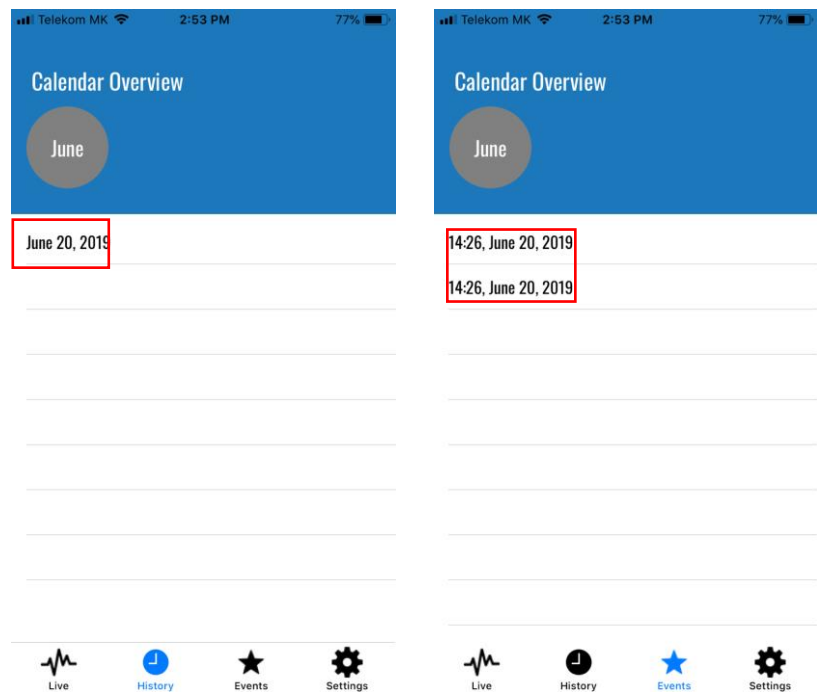 Telekom MK 2:53 PM 77%
Calendar Overview
June
June 20, 2019
Live History Events Settings
Telekom MK 2:53 PM 77%
Calendar Overview
June
14:26, June 20, 2019
14:26, June 20, 2019
Live History Events Settings